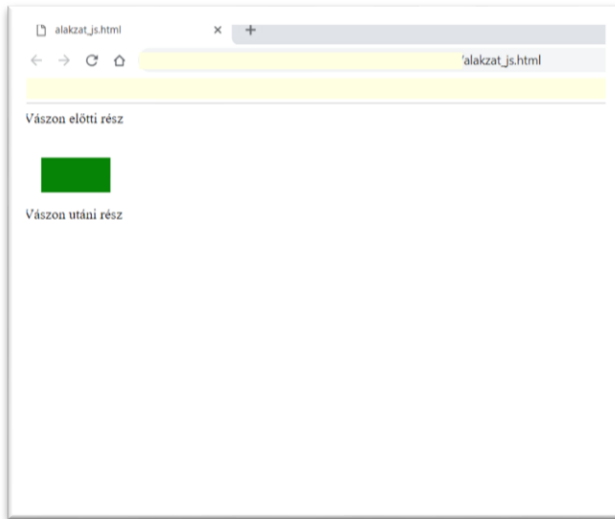 alakzat_js.html
'alakzat_js.html
Vászon előtti rész
Vászon utáni rész